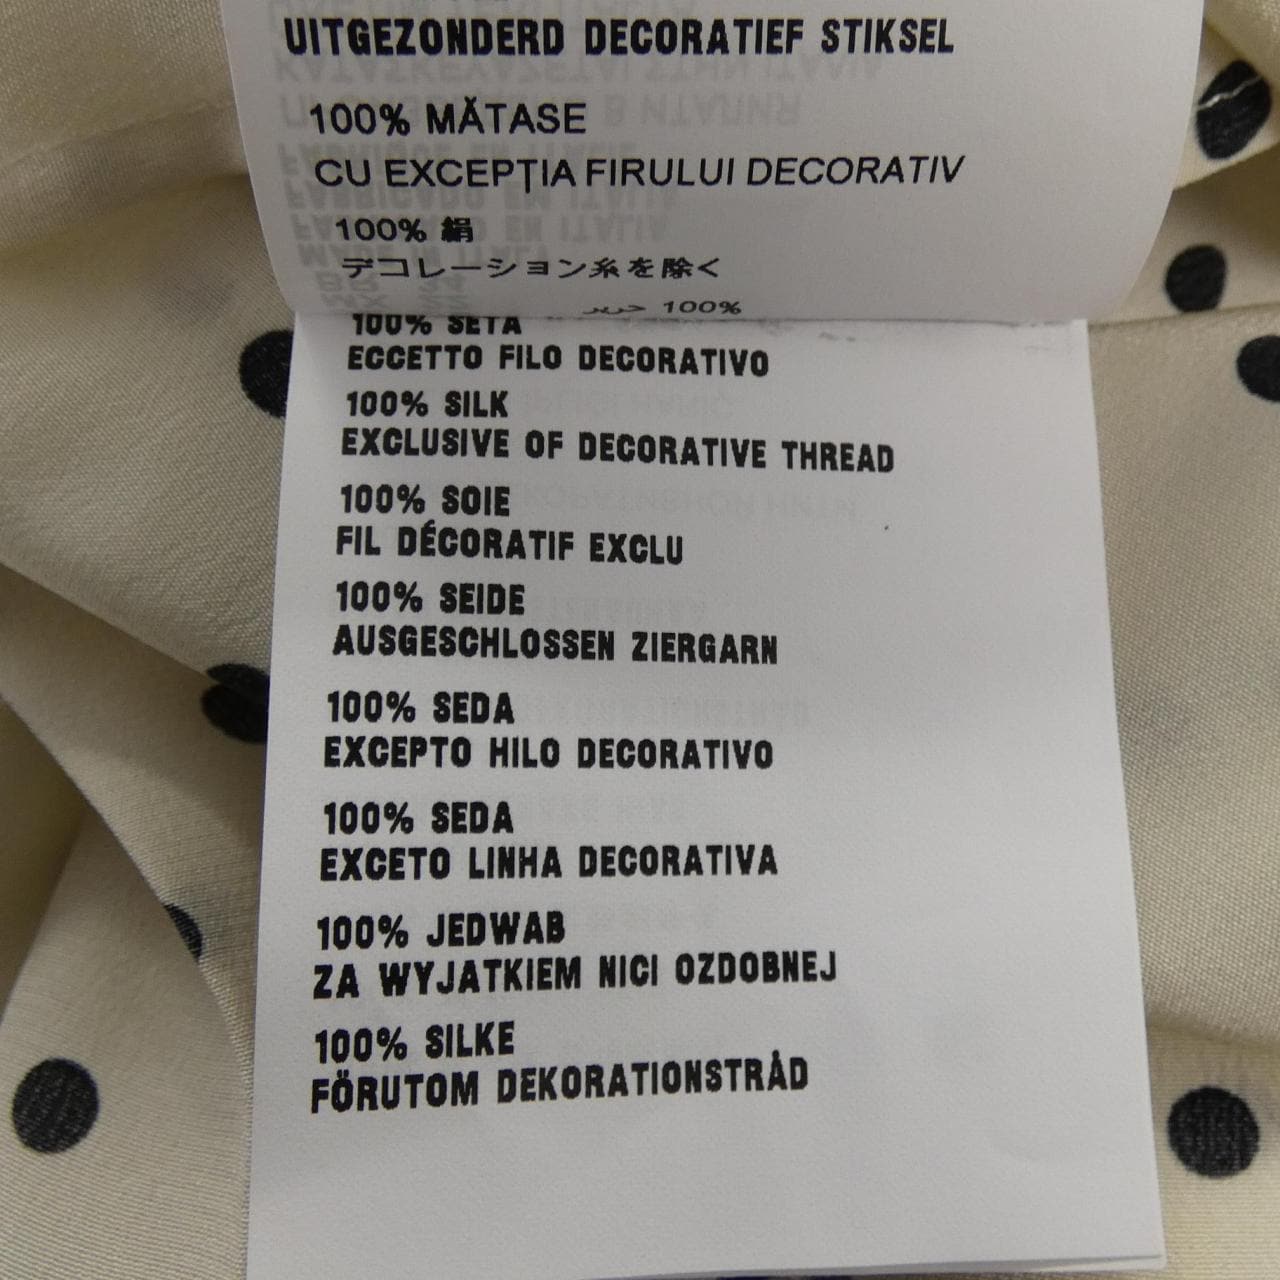 UITGEZONDERD DECORATIEF STIKSEL
100% MĂTASE
CU EXCEPȚIA FIRULUI DECORATIV
100% 絹
デコレーション糸を除く
100% حرير
100% SETA
ECCETTO FILO DECORATIVO
100% SILK
EXCLUSIVE OF DECORATIVE THREAD
100% SOIE
FIL DÉCORATIF EXCLU
100% SEIDE
AUSGESCHLOSSEN ZIERGARN
100% SEDA
EXCEPTO HILO DECORATIVO
100% SEDA
EXCETO LINHA DECORATIVA
100% JEDWAB
ZA WYJATKIEM NICI OZDOBNEJ
100% SILKE
FÖRUTOM DEKORATIONSTRÅD